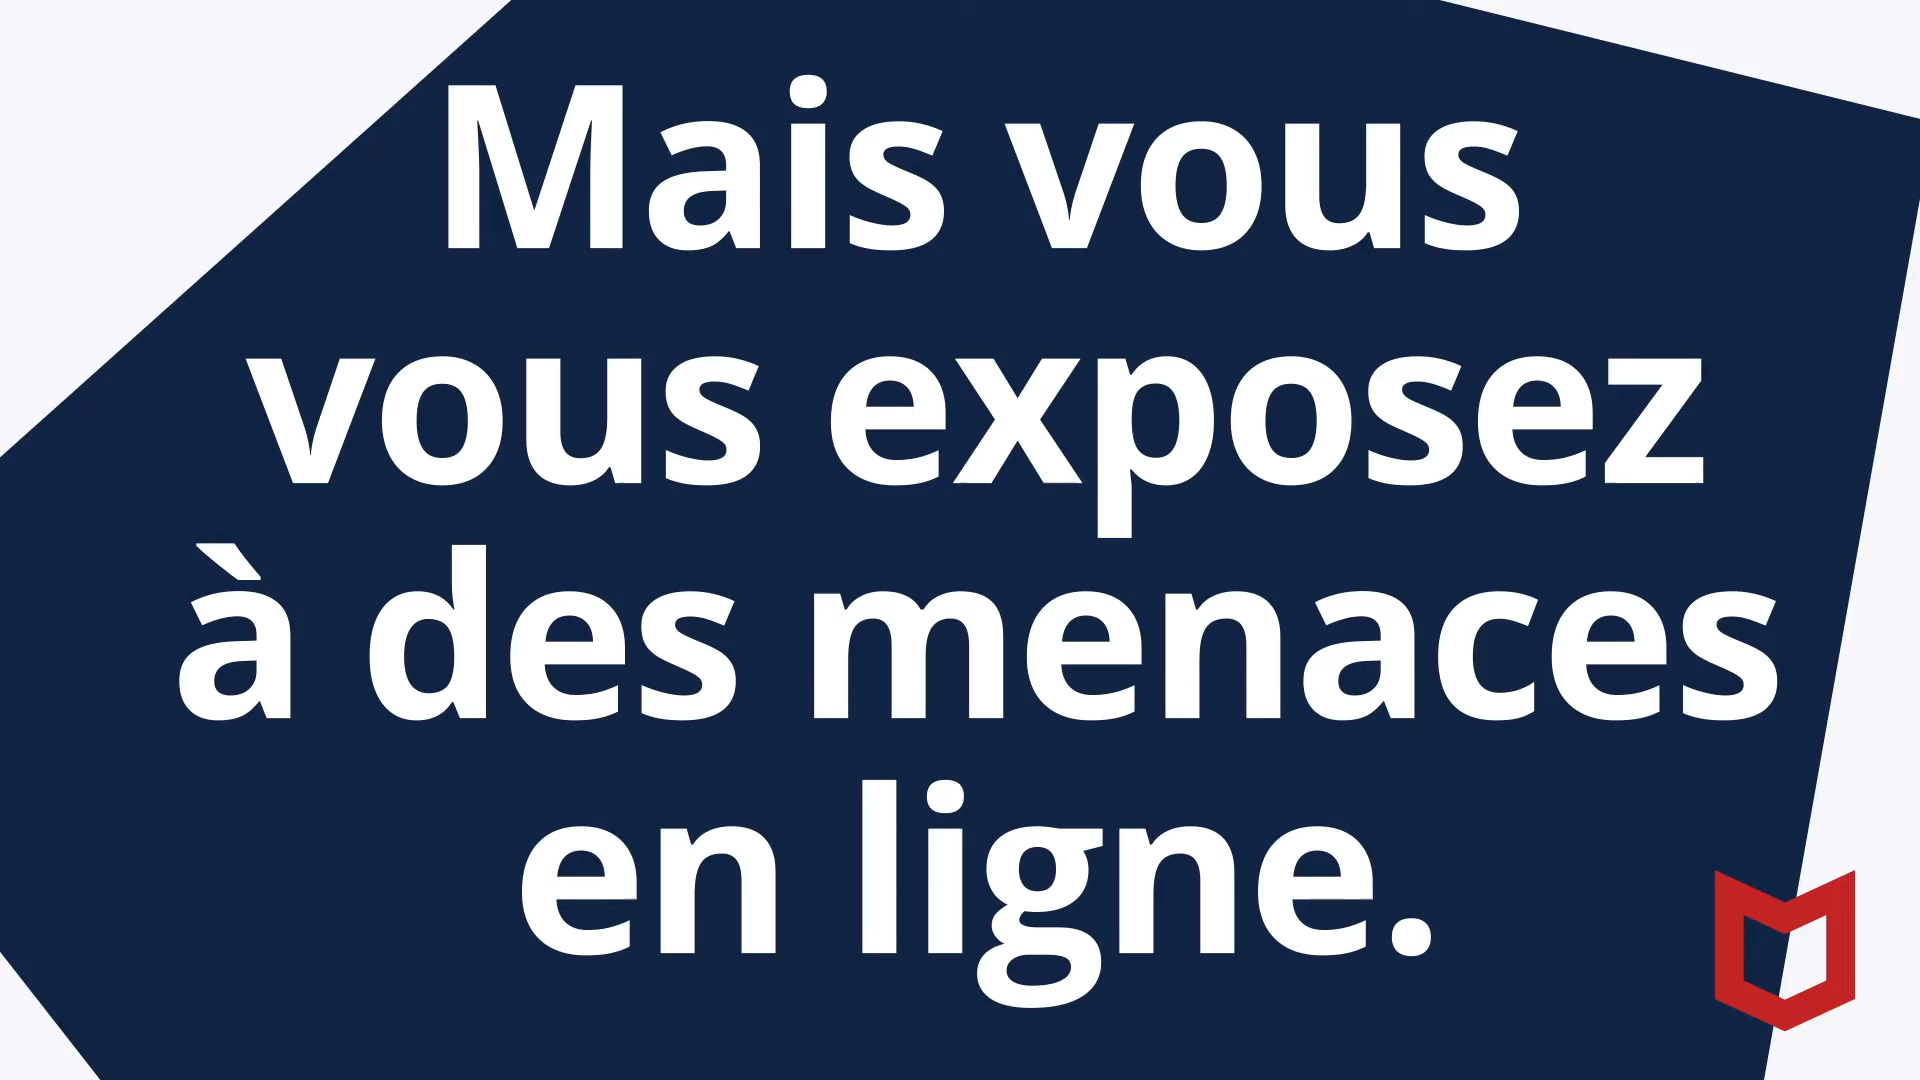 Mais vous
vous exposez
à des menaces
en ligne.